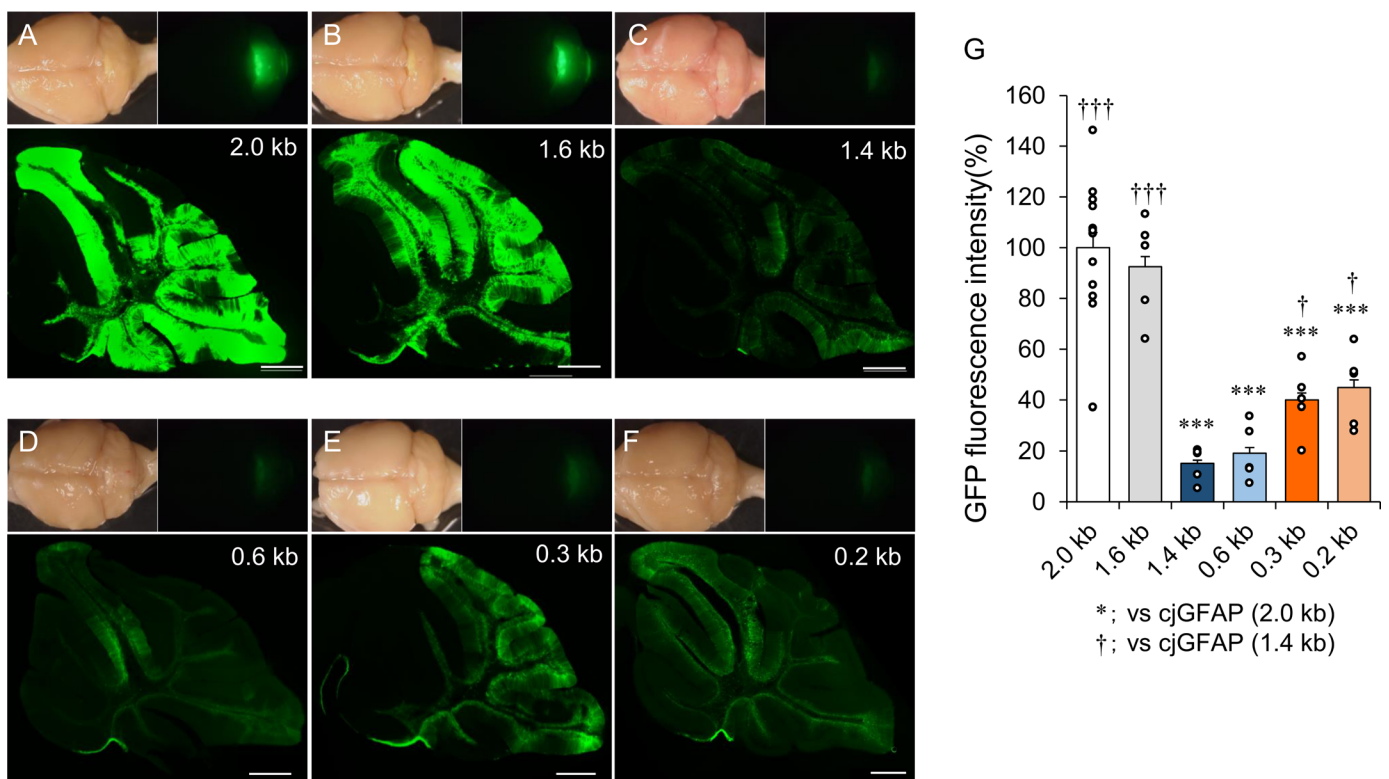 A
B
C
2.0 kb
1.6 kb
1.4 kb
D
E
F
0.6 kb
0.3 kb
0.2 kb
G
GFP fluorescence intensity(%)
160
140
120
100
80
60
40
20
0
†††
†††
***
***
†
***
†
***
2.0 kb
1.6 kb
1.4 kb
0.6 kb
0.3 kb
0.2 kb
*; vs cjGFAP (2.0 kb)
†; vs cjGFAP (1.4 kb)